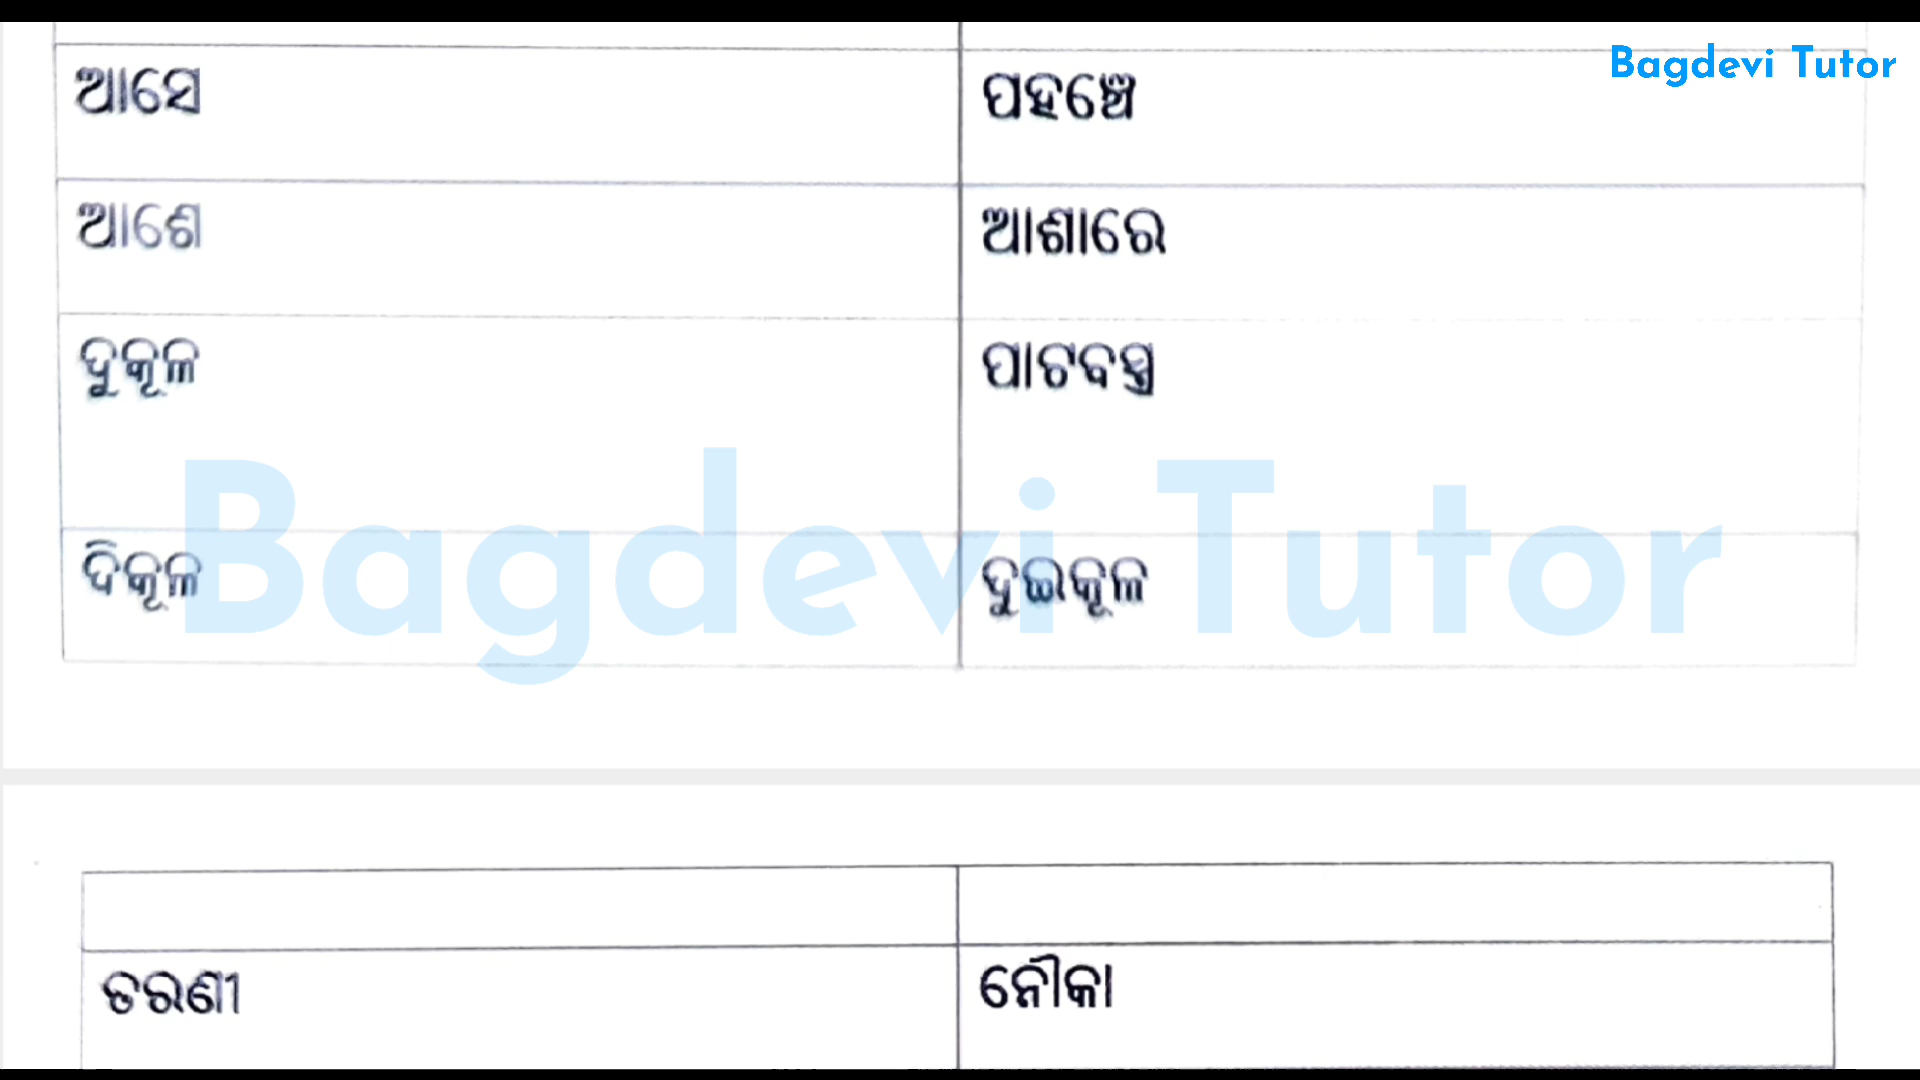 Bagdevi Tutor
ଆସେ ପହଞ୍ଚେ
ଆଶେ ଆଶାରେ
ଦୁକୂଳ ପାଟବସ୍ତ୍ର
ଦିକୂଳ ଦୁଇକୂଳ
Bagdevi Tutor
ତରଣୀ ନୌକା